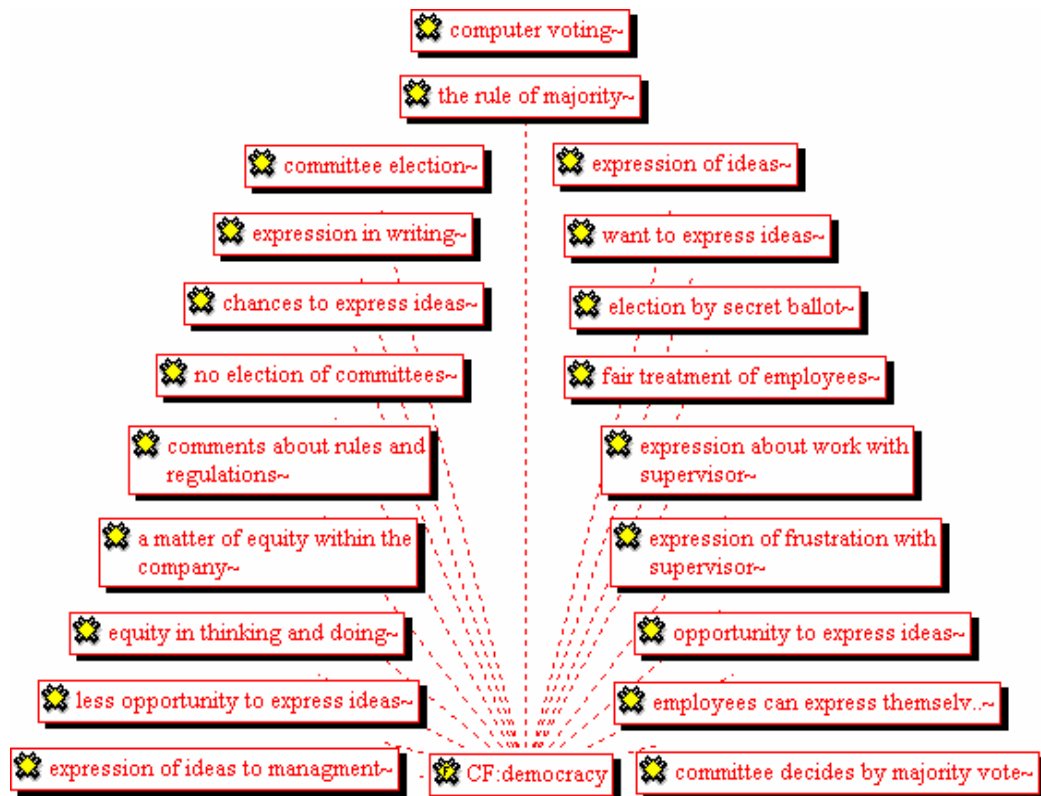 computer voting~
the rule of majority~
committee election~
expression of ideas~
expression in writing~
want to express ideas~
chances to express ideas~
election by secret ballot~
no election of committees~
fair treatment of employees~
comments about rules and
regulations~
expression about work with
supervisor~
a matter of equity within the
company~
expression of frustration with
supervisor~
equity in thinking and doing~
opportunity to express ideas~
less opportunity to express ideas~
employees can express themselv..~
expression of ideas to managment~
CF:democracy
committee decides by majority vote~